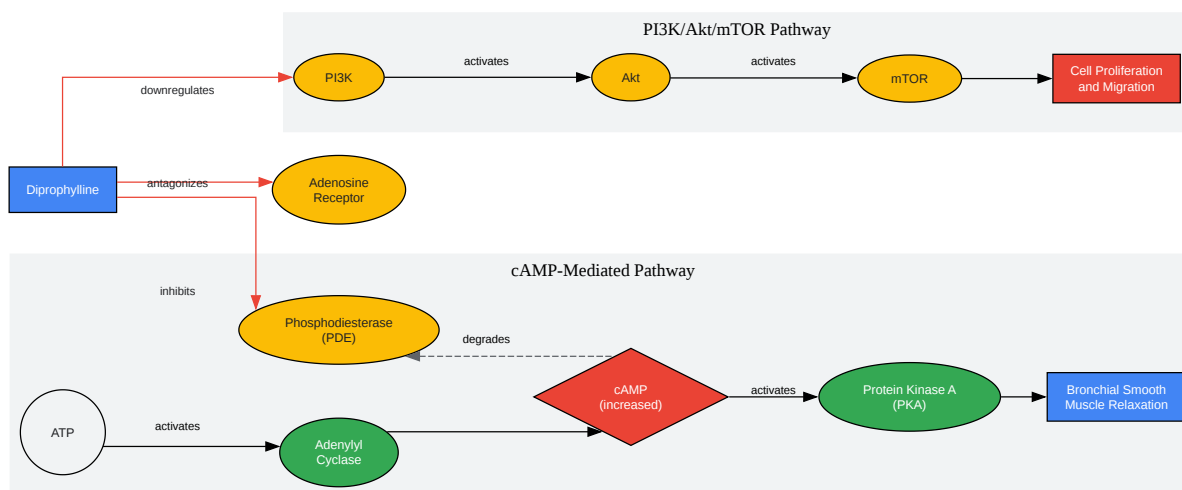 PI3K/Akt/mTOR Pathway
PI3K
activates
Akt
activates
mTOR
Cell Proliferation
and Migration
downregulates
Diprophylline
antagonizes
Adenosine
Receptor
cAMP-Mediated Pathway
inhibits
Phosphodiesterase
(PDE)
degrades
cAMP
(increased)
activates
Protein Kinase A
(PKA)
Bronchial Smooth
Muscle Relaxation
ATP
activates
Adenylyl
Cyclase